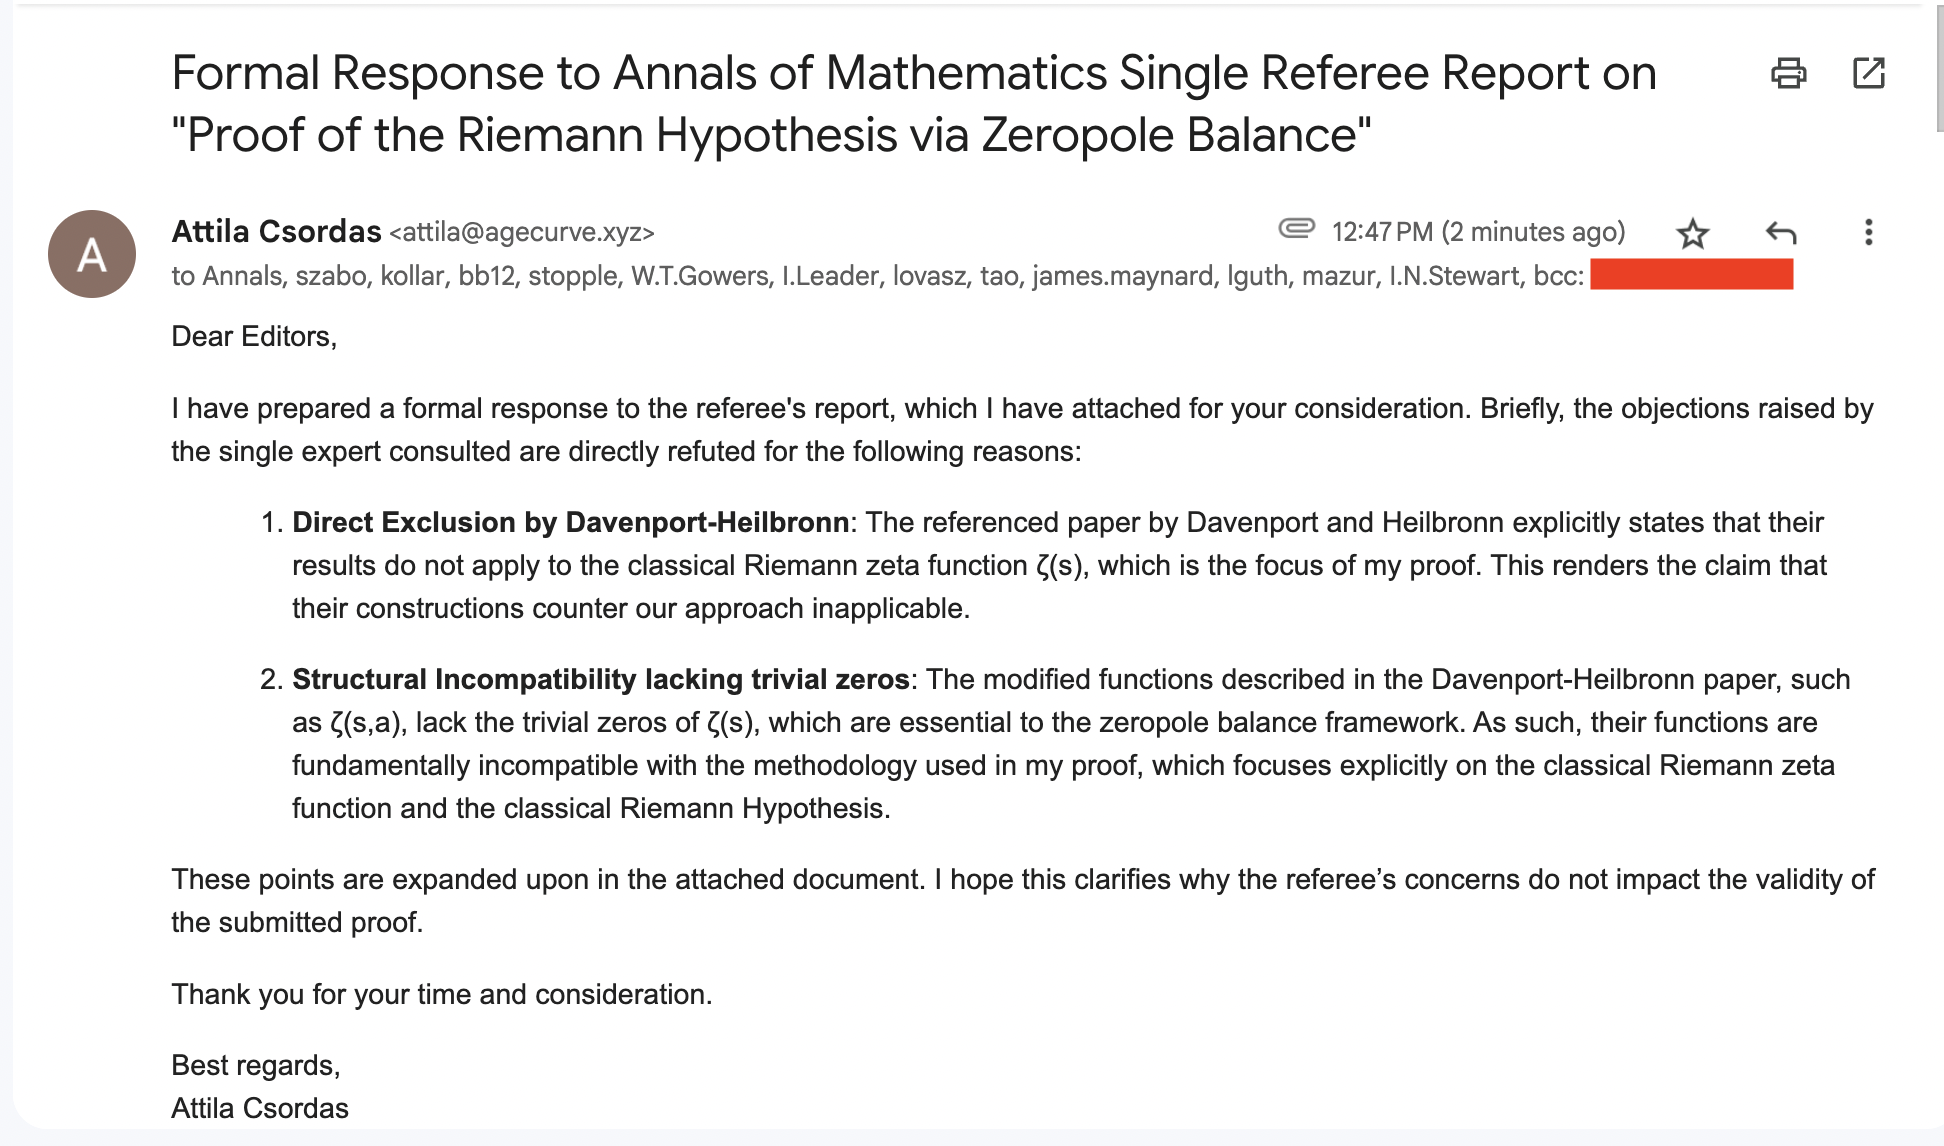 Formal Response to Annals of Mathematics Single Referee Report on
"Proof of the Riemann Hypothesis via Zeropole Balance"
A
Attila Csordas <attila@agecurve.xyz>
12:47 PM (2 minutes ago)
to Annals, szabo, kollar, bb12, stopple, W.T.Gowers, I.Leader, lovasz, tao, james.maynard, lguth, mazur, I.N.Stewart, bcc:
Dear Editors,
I have prepared a formal response to the referee's report, which I have attached for your consideration. Briefly, the objections raised by
the single expert consulted are directly refuted for the following reasons:
1. Direct Exclusion by Davenport-Heilbronn: The referenced paper by Davenport and Heilbronn explicitly states that their
results do not apply to the classical Riemann zeta function ζ(s), which is the focus of my proof. This renders the claim that
their constructions counter our approach inapplicable.
2. Structural Incompatibility lacking trivial zeros: The modified functions described in the Davenport-Heilbronn paper, such
as ζ(s,a), lack the trivial zeros of ζ(s), which are essential to the zeropole balance framework. As such, their functions are
fundamentally incompatible with the methodology used in my proof, which focuses explicitly on the classical Riemann zeta
function and the classical Riemann Hypothesis.
These points are expanded upon in the attached document. I hope this clarifies why the referee’s concerns do not impact the validity of
the submitted proof.
Thank you for your time and consideration.
Best regards,
Attila Csordas